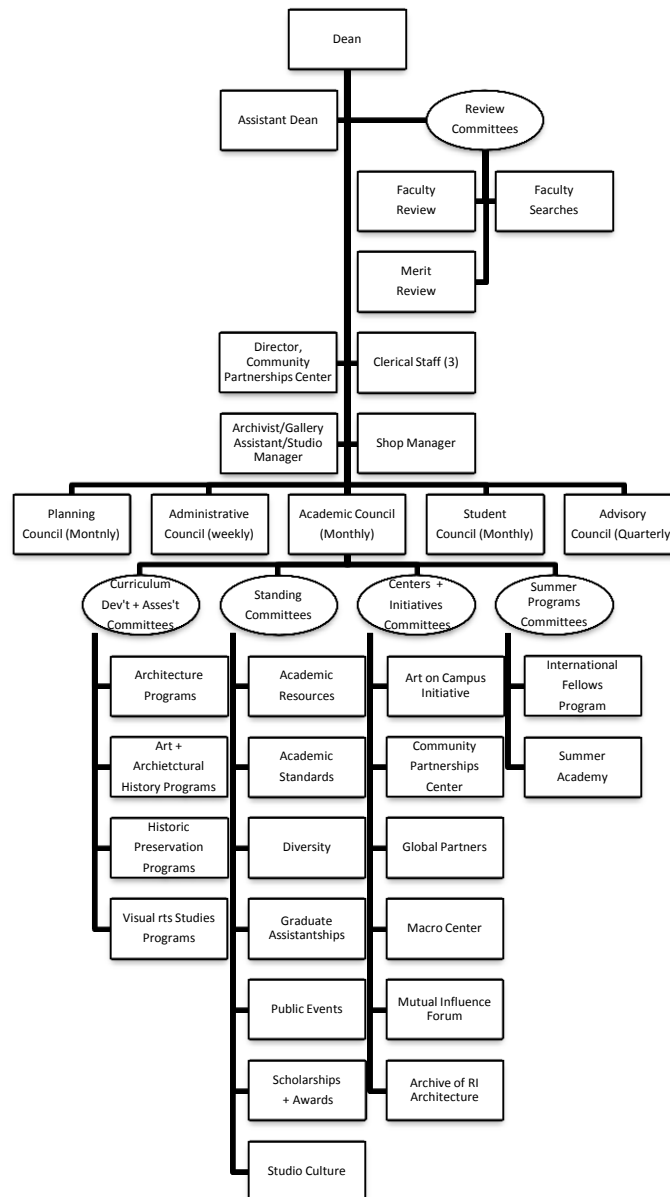 Dean
Assistant Dean
Review
Committees
Faculty
Review
Faculty
Searches
Merit
Review
Director,
Community
Partnerships Center
Clerical Staff (3)
Archivist/Gallery
Assistant/Studio
Manager
Shop Manager
Planning
Council (Montnly)
Administrative
Council (weekly)
Academic Council
(Monthly)
Student
Council (Monthly)
Advisory
Council (Quarterly
Curriculum
Dev't + Asses't
Committees
Standing
Committees
Centers +
Initiatives
Committees
Summer
Programs
Committees
Architecture
Programs
Art +
Archietctural
History Programs
Historic
Preservation
Programs
Visual rts Studies
Programs
Academic
Resources
Academic
Standards
Diversity
Graduate
Assistantships
Public Events
Scholarships
+ Awards
Studio Culture
Art on Campus
Initiative
Community
Partnerships
Center
Global Partners
Macro Center
Mutual Influence
Forum
Archive of RI
Architecture
International
Fellows
Program
Summer
Academy